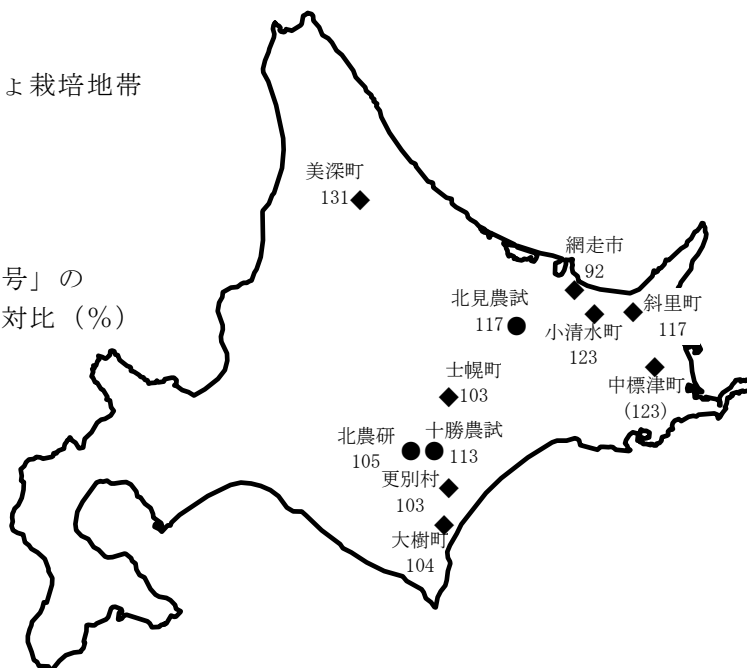 ょ栽培地帯
美深町
131
号」の
対比（%）
網走市
92
北見農試
117
小清水町
123
斜里町
117
中標津町
(123)
士幌町
103
北農研
105
十勝農試
113
更別村
103
大樹町
104